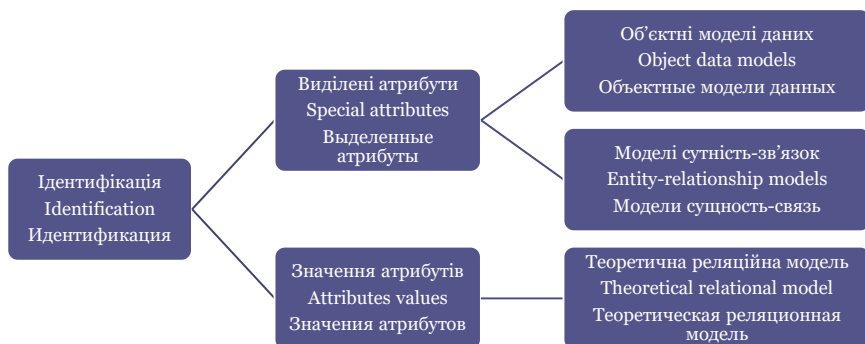 Ідентифікація
Identification
Идентификация
Виділені атрибути
Special attributes
Выделенные
атрибуты
Об’єктні моделі даних
Object data models
Объектные модели данных
Моделі сутність-зв’язок
Entity-relationship models
Модели сущность-связь
Значення атрибутів
Attributes values
Значения атрибутов
Теоретична реляційна модель
Theoretical relational model
Теоретическая реляционная
модель